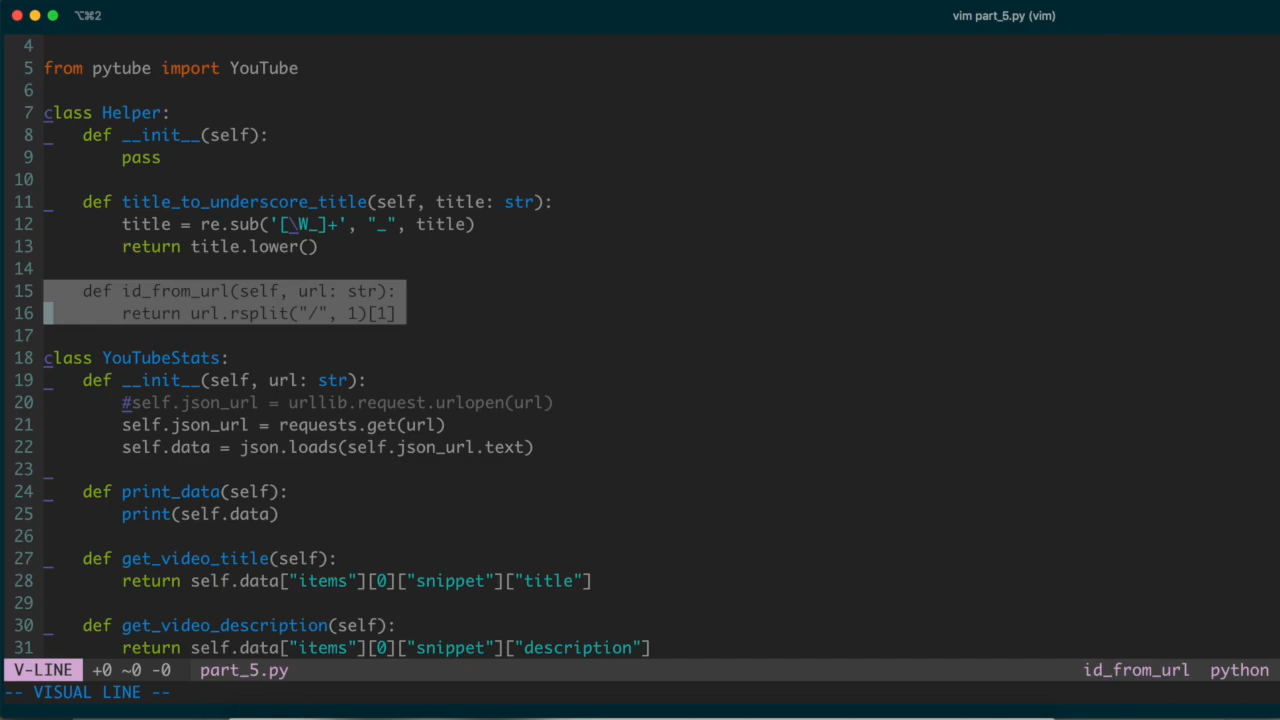 ⌥⌘2 vim part_5.py (vim)
4
5 from pytube import YouTube
6
7 class Helper:
8     def __init__(self):
9         pass
10
11     def title_to_underscore_title(self, title: str):
12         title = re.sub('[\W_]+', "_", title)
13         return title.lower()
14
15     def id_from_url(self, url: str):
16         return url.rsplit("/", 1)[1]
17
18 class YouTubeStats:
19     def __init__(self, url: str):
20         #self.json_url = urllib.request.urlopen(url)
21         self.json_url = requests.get(url)
22         self.data = json.loads(self.json_url.text)
23
24     def print_data(self):
25         print(self.data)
26
27     def get_video_title(self):
28         return self.data["items"][0]["snippet"]["title"]
29
30     def get_video_description(self):
31         return self.data["items"][0]["snippet"]["description"]
V-LINE +0 ~0 -0 part_5.py id_from_url python
-- VISUAL LINE --